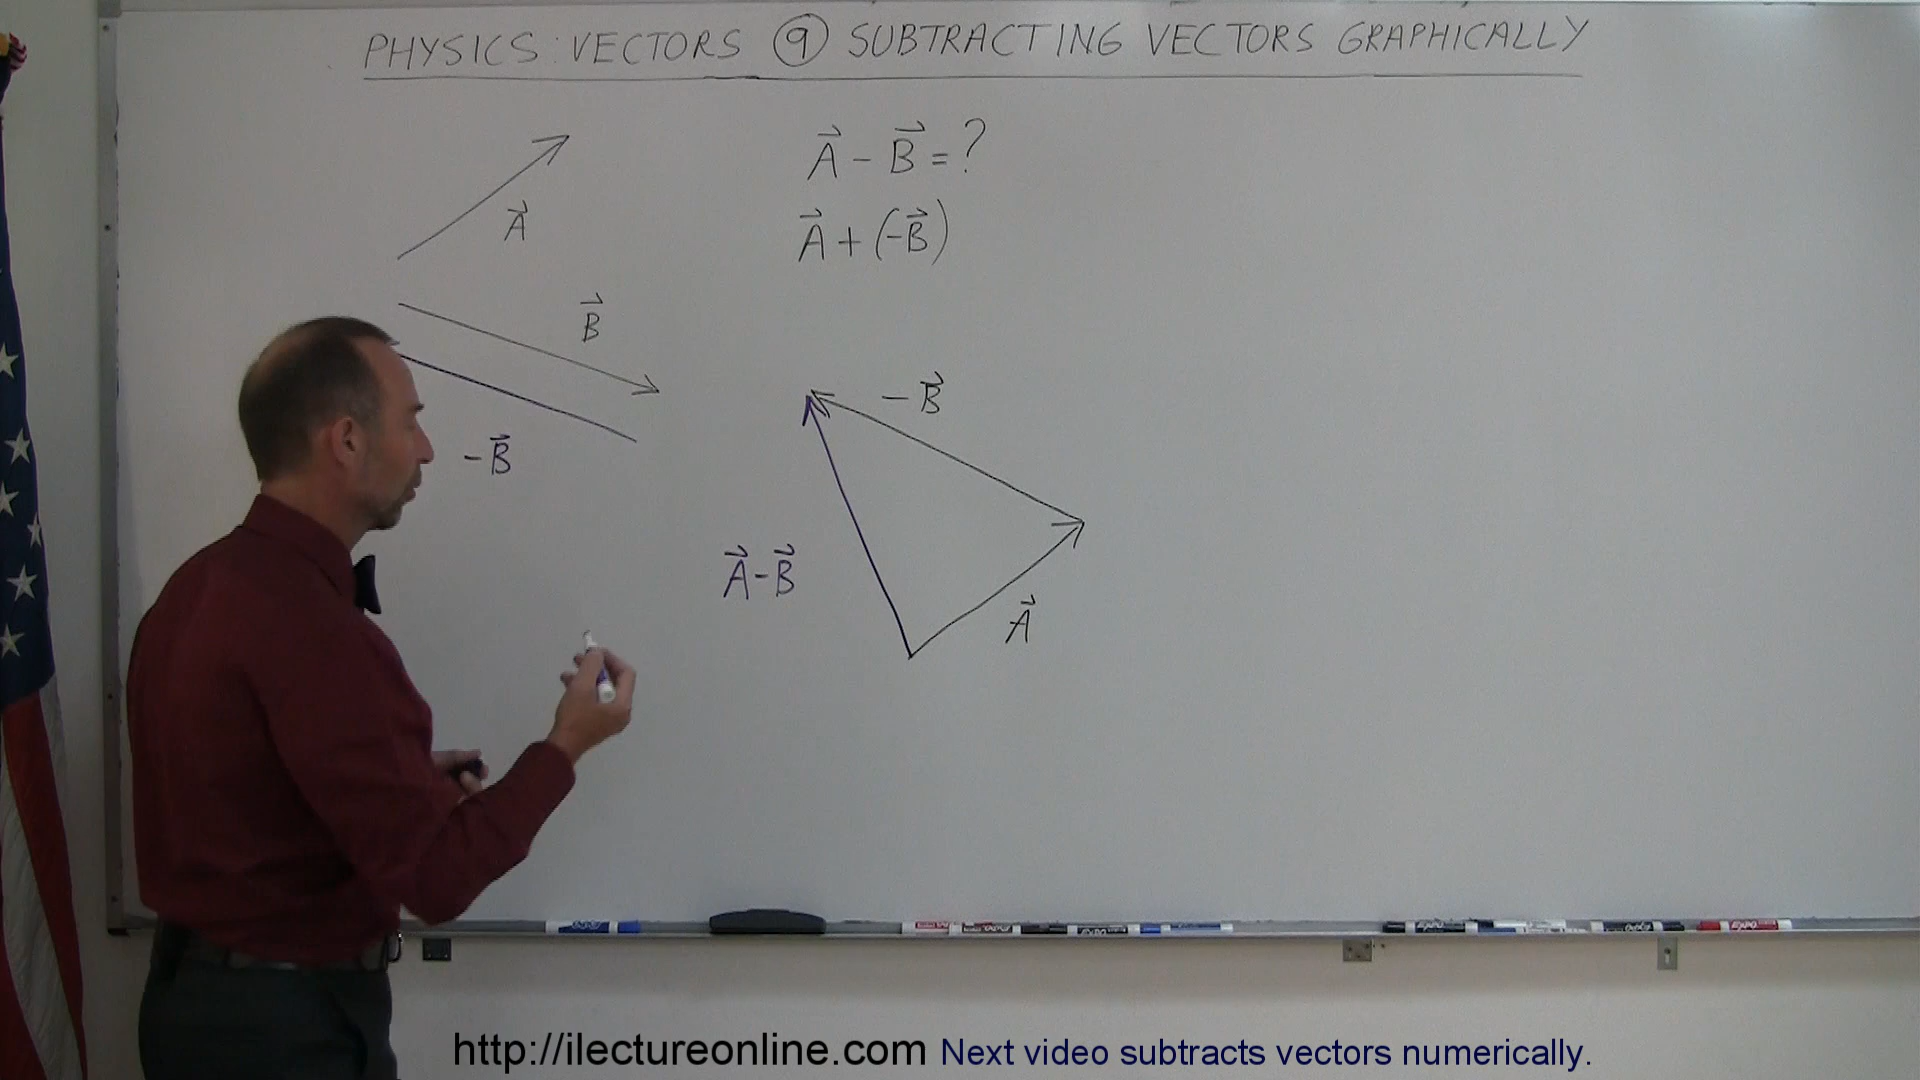 PHYSICS: VECTORS ⑨ SUBTRACTING VECTORS GRAPHICALLY
A⃗ - B⃗ = ?
A⃗ + (-B⃗)
A⃗
B⃗
-B⃗
-B⃗
A⃗-B⃗
A⃗
http://ilectureonline.com Next video subtracts vectors numerically.